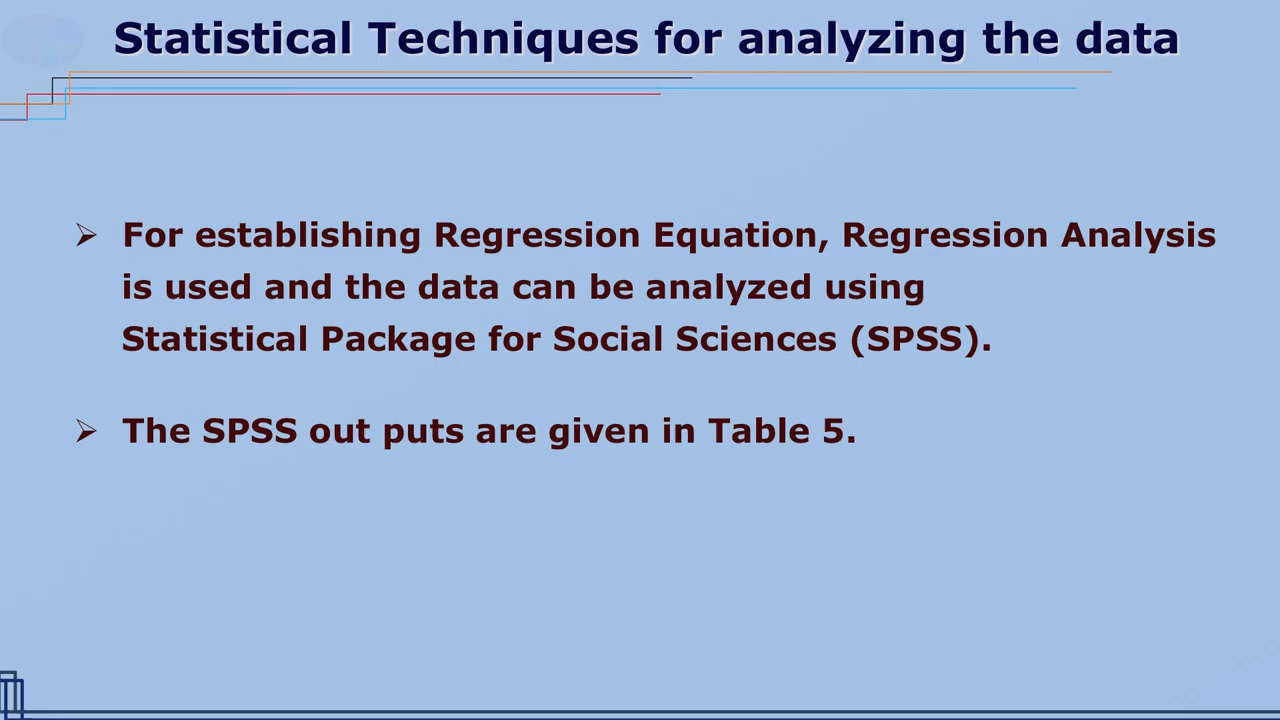 Statistical Techniques for analyzing the data
➢ For establishing Regression Equation, Regression Analysis
is used and the data can be analyzed using
Statistical Package for Social Sciences (SPSS).
➢ The SPSS out puts are given in Table 5.